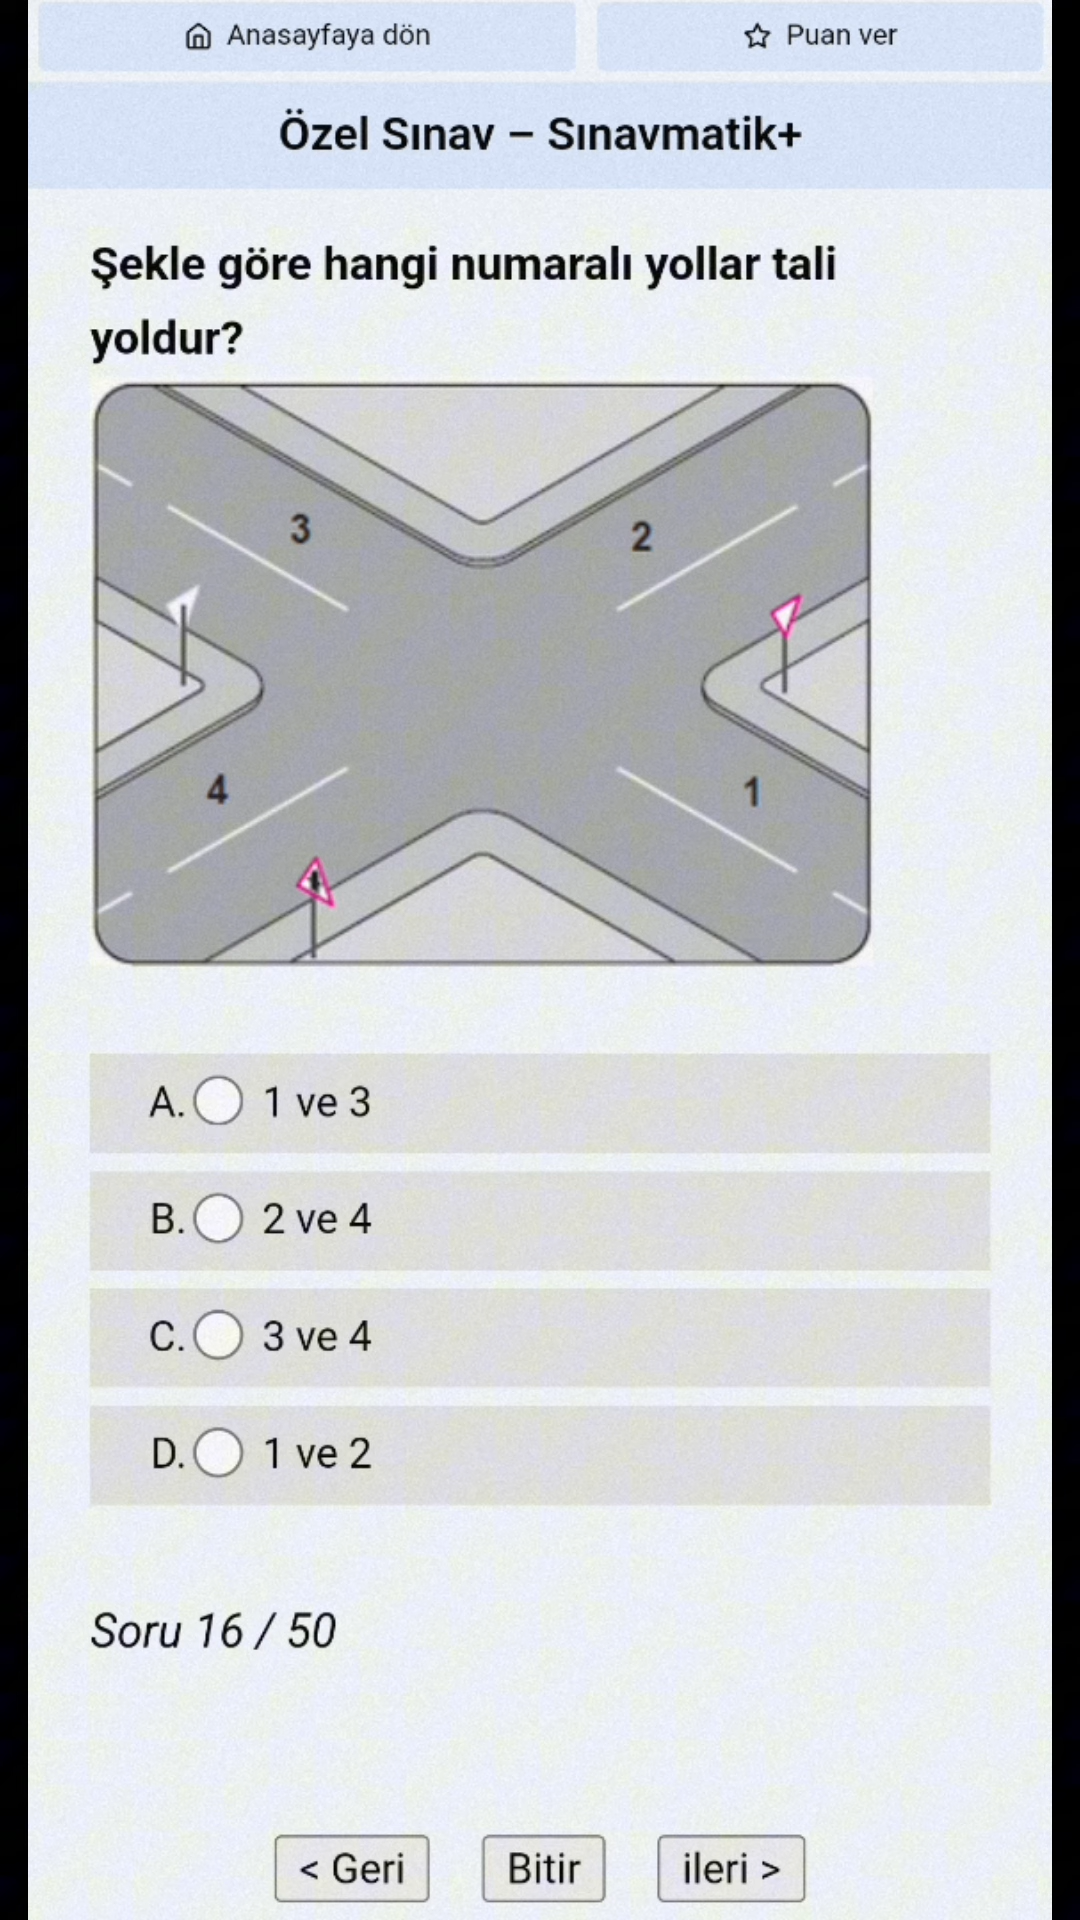 Anasayfaya dön
Puan ver
Özel Sınav – Sınavmatik+
Şekle göre hangi numaralı yollar tali
yoldur?
3
2
4
1
A. 1 ve 3
B. 2 ve 4
C. 3 ve 4
D. 1 ve 2
Soru 16 / 50
< Geri
Bitir
ileri >